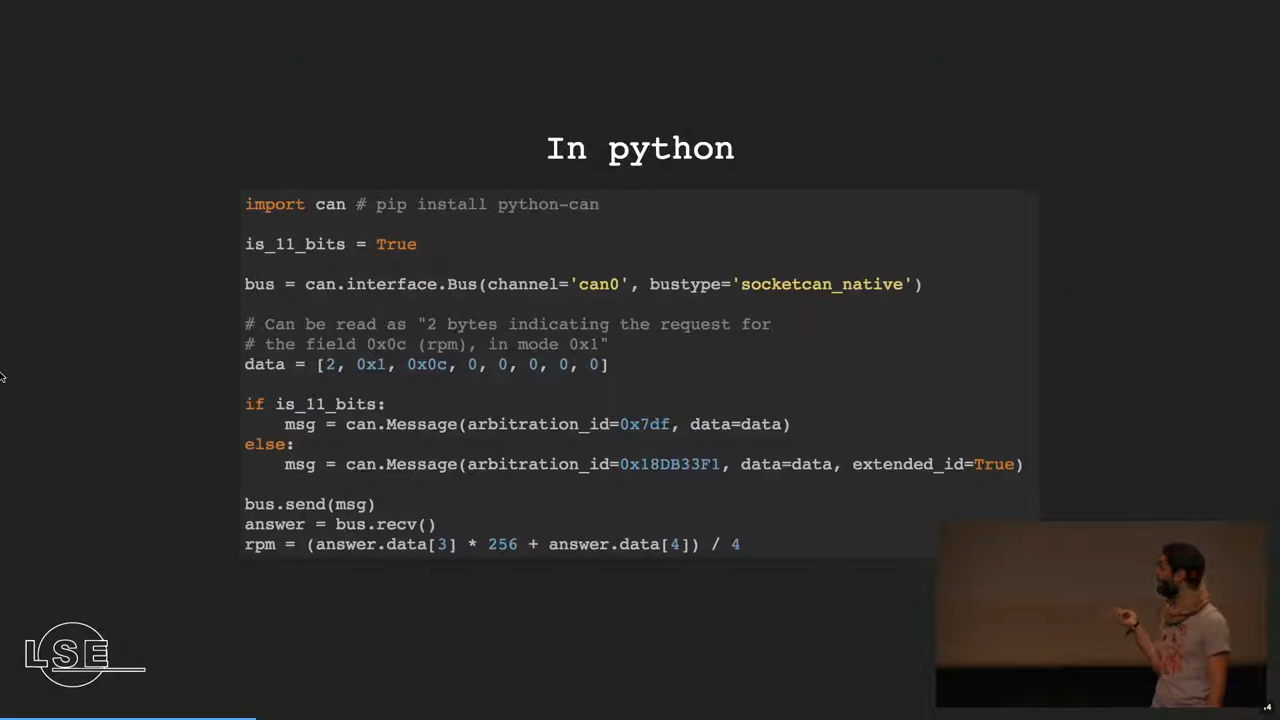 In python
import can # pip install python-can
is_11_bits = True
bus = can.interface.Bus(channel='can0', bustype='socketcan_native')
# Can be read as "2 bytes indicating the request for
# the field 0x0c (rpm), in mode 0x1"
data = [2, 0x1, 0x0c, 0, 0, 0, 0, 0]
if is_11_bits:
    msg = can.Message(arbitration_id=0x7df, data=data)
else:
    msg = can.Message(arbitration_id=0x18DB33F1, data=data, extended_id=True)
bus.send(msg)
answer = bus.recv()
rpm = (answer.data[3] * 256 + answer.data[4]) / 4
LSE